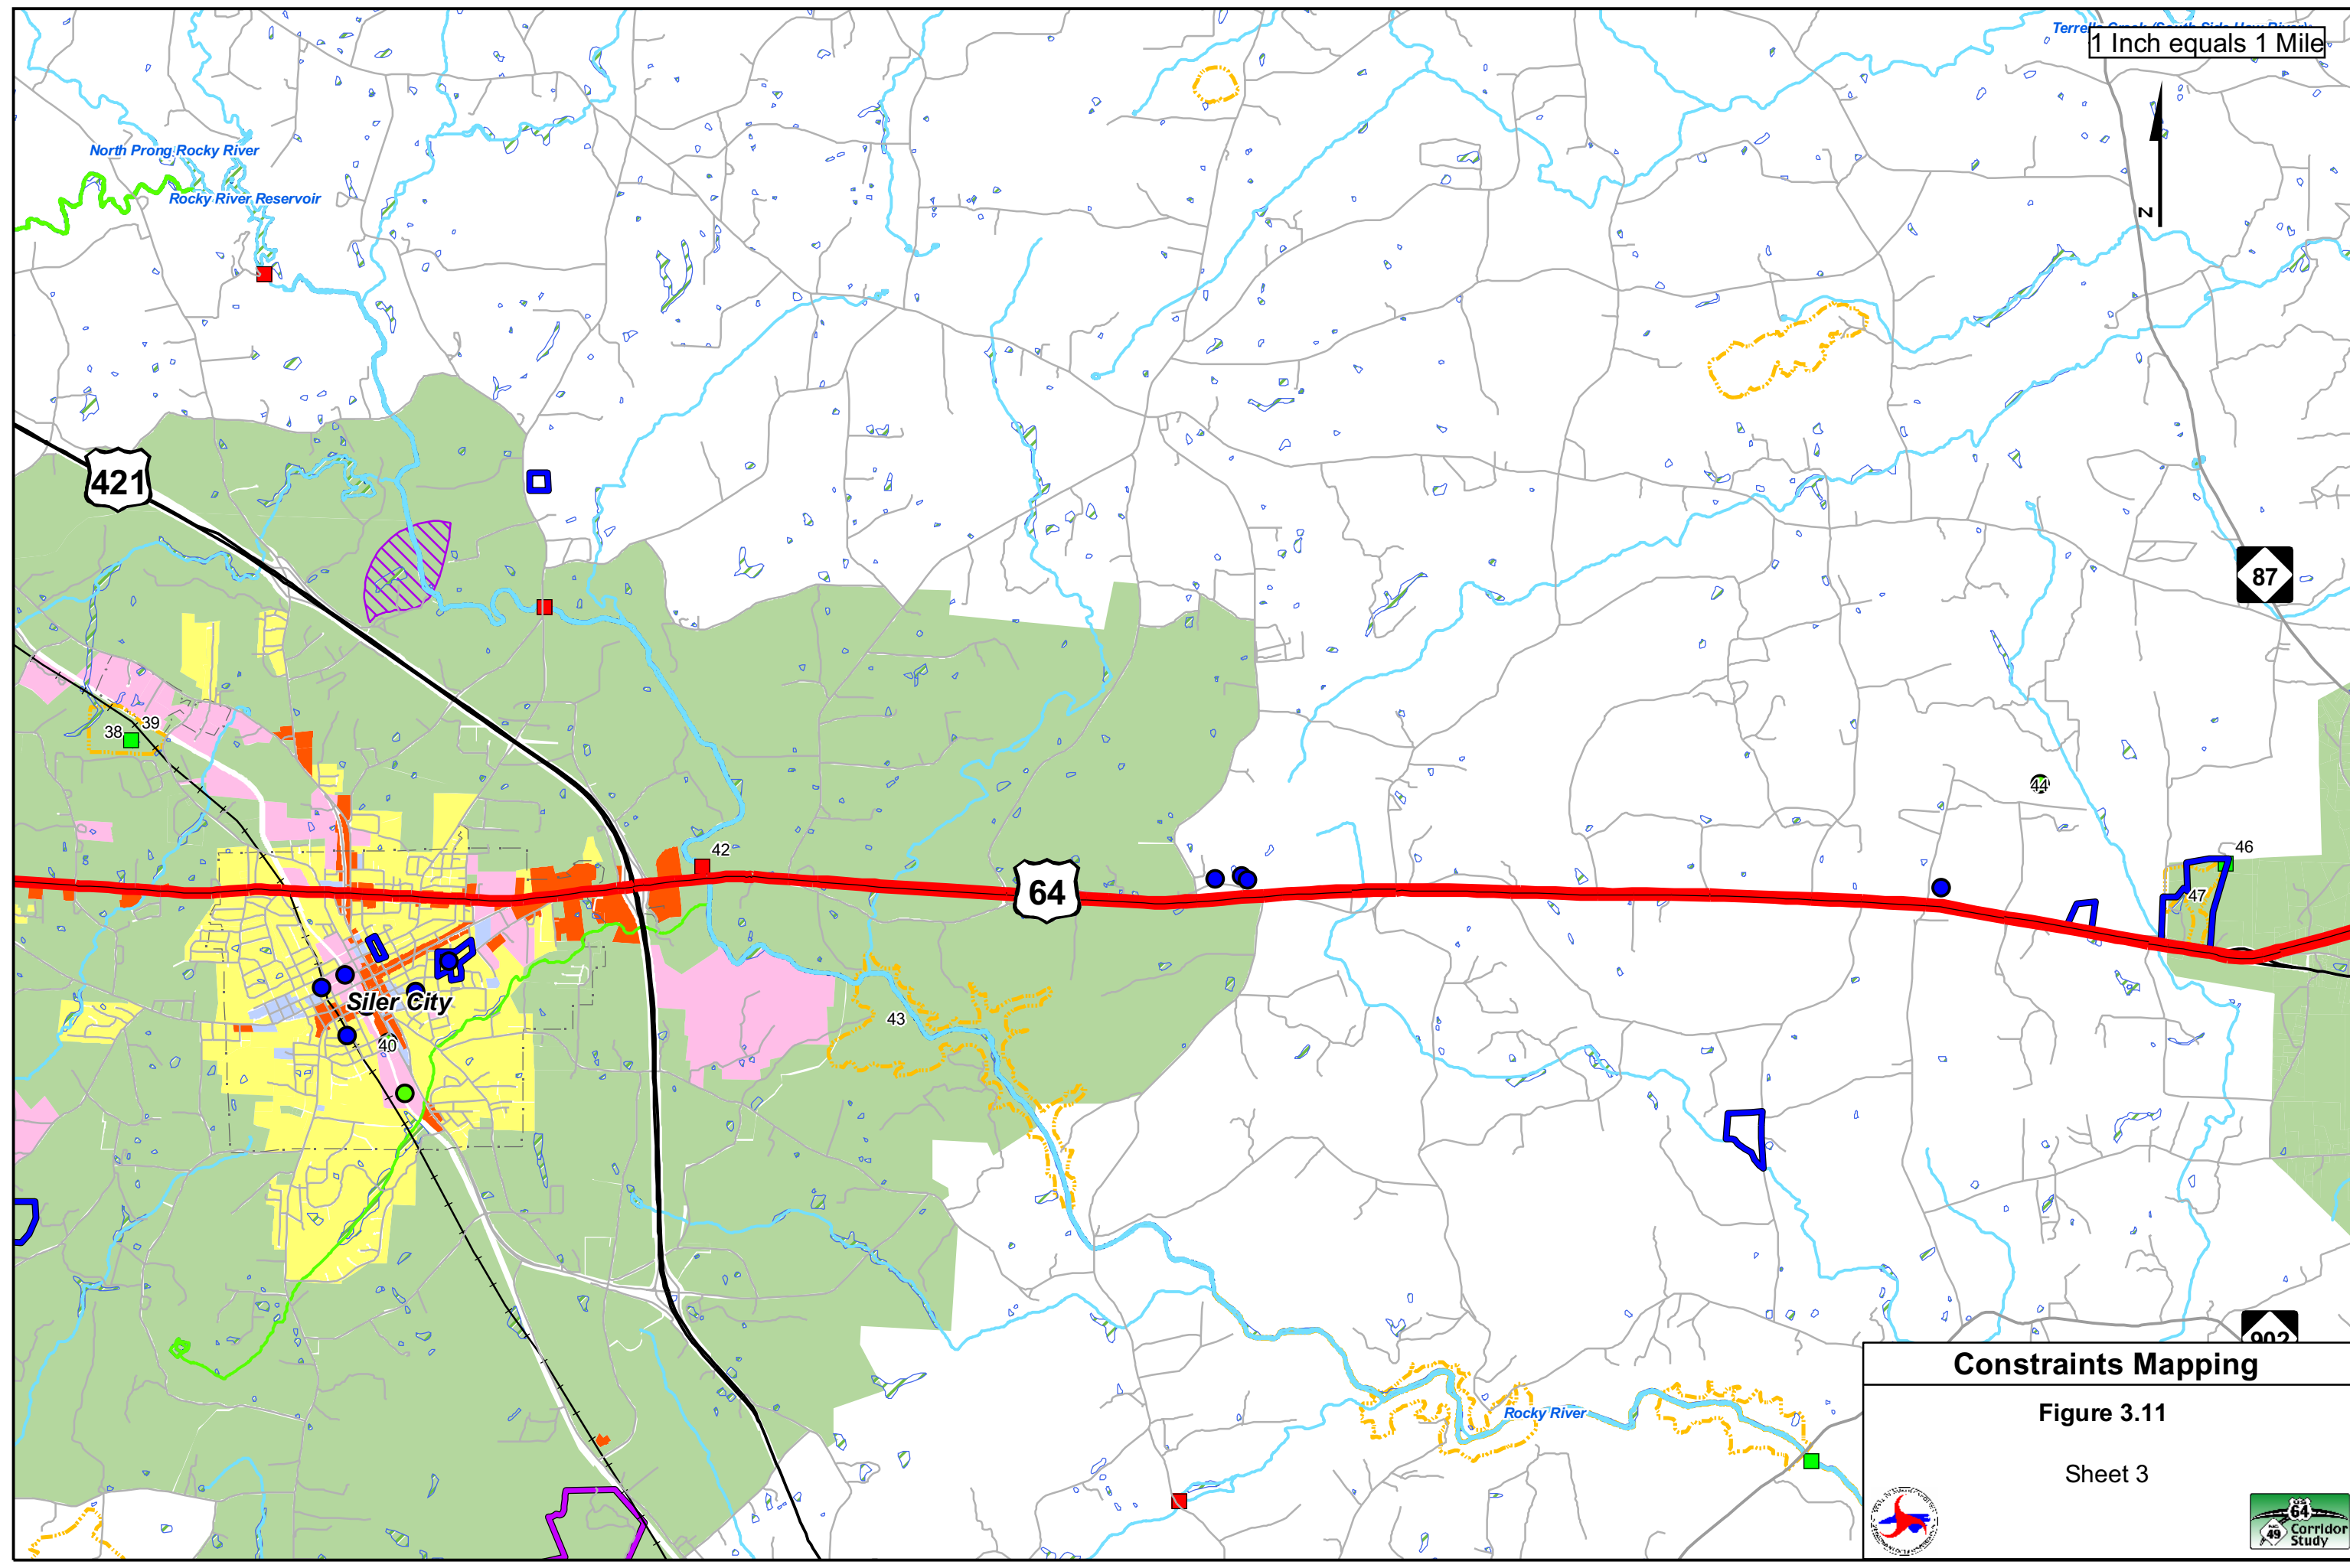 1 Inch equals 1 Mile
North Prong Rocky River
Rocky River Reservoir
N
421
87
39
38
44
42
46
64
47
Siler City
43
40
902
Rocky River
Constraints Mapping
Figure 3.11
Sheet 3
64
49
Corridor
Study